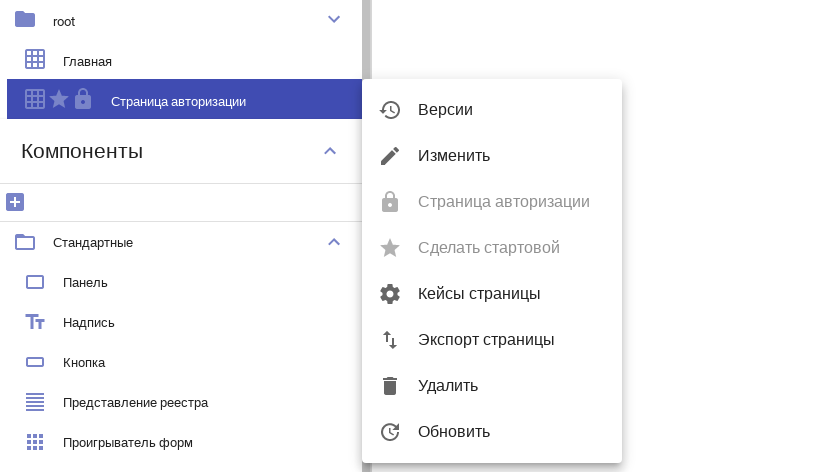 root
Главная
Страница авторизации
Компоненты
Стандартные
Панель
Надпись
Кнопка
Представление реестра
Проигрыватель форм
Версии
Изменить
Страница авторизации
Сделать стартовой
Кейсы страницы
Экспорт страницы
Удалить
Обновить